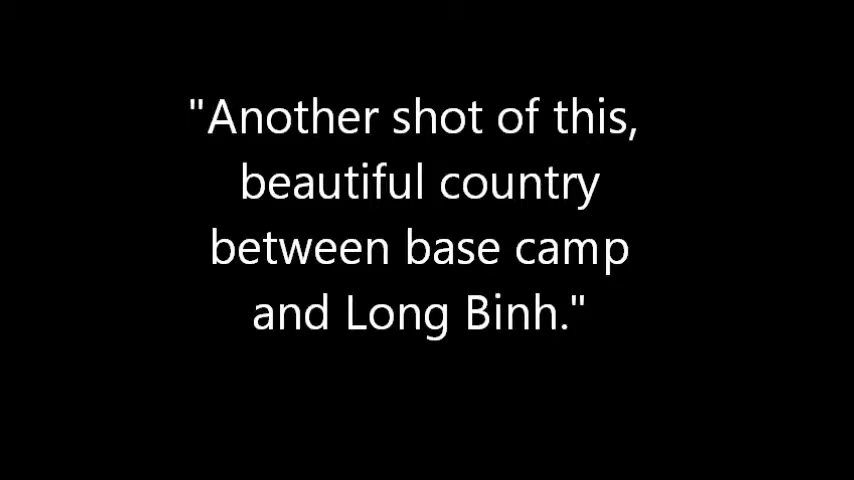 "Another shot of this,
beautiful country
between base camp
and Long Binh."